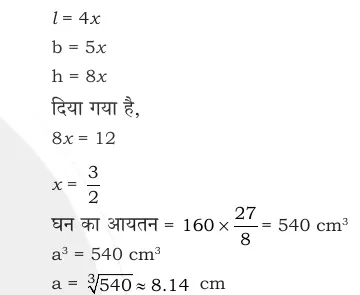 l = 4x
b = 5x
h = 8x
दिया गया है,
8x = 12
x = 3/2
घन का आयतन = 160 × 27/8 = 540 cm³
a³ = 540 cm³
a = ∛540 ≈ 8.14 cm